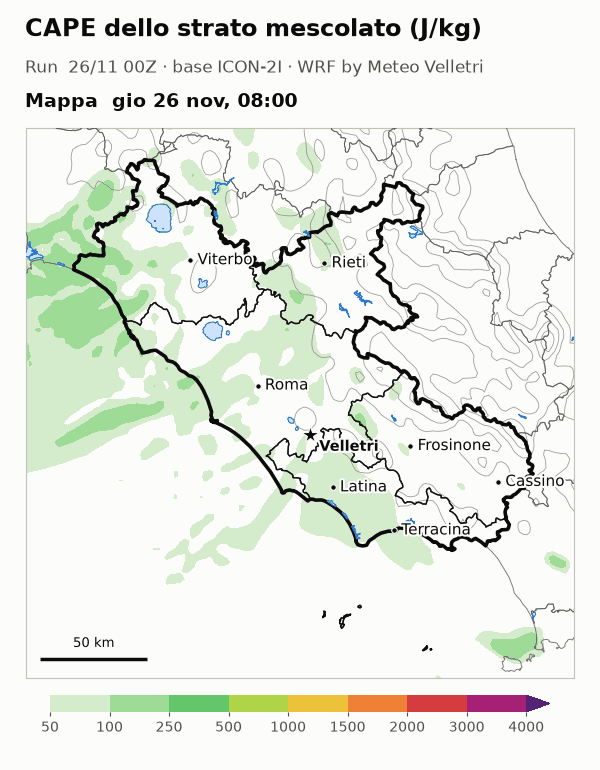 CAPE dello strato mescolato (J/kg)
Run  26/11 00Z · base ICON-2I · WRF by Meteo Velletri
Mappa  gio 26 nov, 08:00
Viterbo
Rieti
Roma
Velletri
Frosinone
Cassino
Latina
Terracina
50 km
50 100 250 500 1000 1500 2000 3000 4000